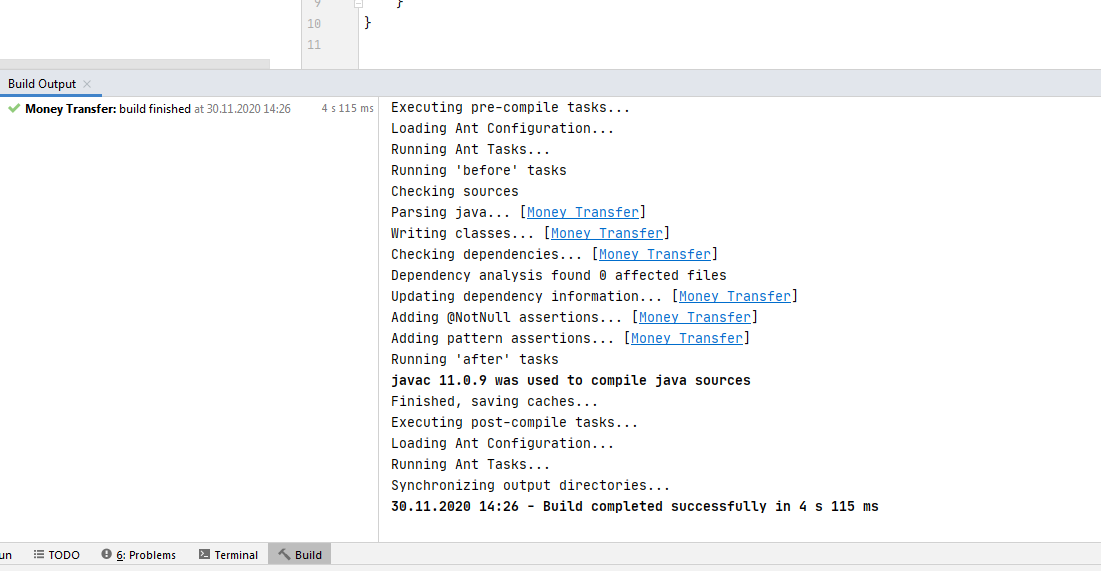 9 }
10 }
11
Build Output
Money Transfer: build finished at 30.11.2020 14:26 4 s 115 ms
Executing pre-compile tasks...
Loading Ant Configuration...
Running Ant Tasks...
Running 'before' tasks
Checking sources
Parsing java... [Money Transfer]
Writing classes... [Money Transfer]
Checking dependencies... [Money Transfer]
Dependency analysis found 0 affected files
Updating dependency information... [Money Transfer]
Adding @NotNull assertions... [Money Transfer]
Adding pattern assertions... [Money Transfer]
Running 'after' tasks
javac 11.0.9 was used to compile java sources
Finished, saving caches...
Executing post-compile tasks...
Loading Ant Configuration...
Running Ant Tasks...
Synchronizing output directories...
30.11.2020 14:26 - Build completed successfully in 4 s 115 ms
un TODO 6: Problems Terminal Build